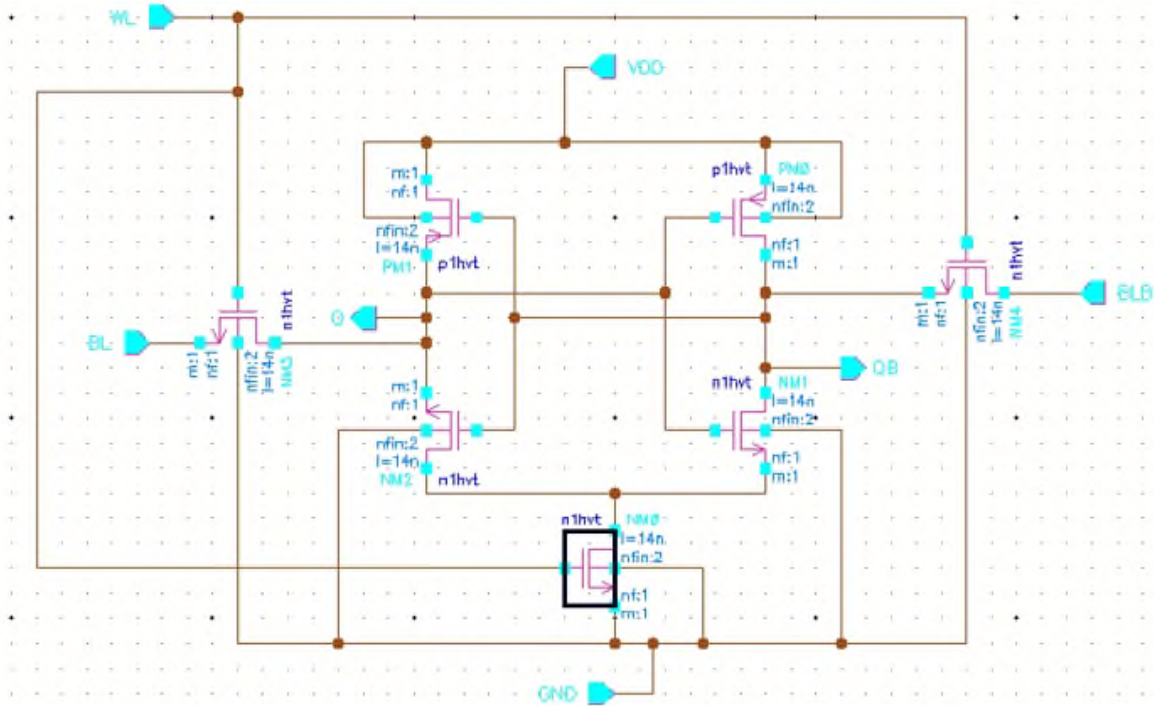 WL
VDD
m:1
nf:1
nfin:2
l=14n
PM1
p1hvt
p1hvt
PM0
l=14n
nfin:2
nf:1
m:1
n1hvt
m:1
nf:1
nfin:2
l=14n
NM3
BL
Q
n1hvt
m:1
nf:1
nfin:2
l=14n
NM4
BLB
QB
m:1
nf:1
nfin:2
l=14n
NM2
n1hvt
n1hvt
NM1
l=14n
nfin:2
nf:1
m:1
n1hvt
NM0
l=14n
nfin:2
nf:1
m:1
GND